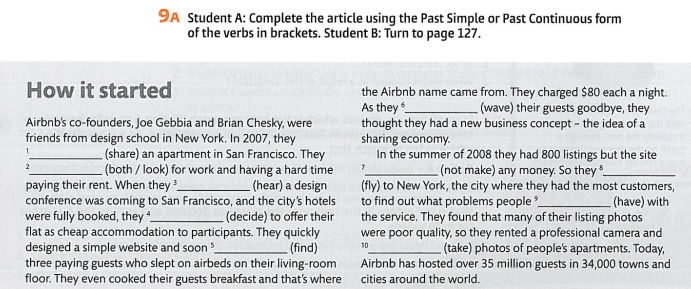 9A Student A: Complete the article using the Past Simple or Past Continuous form
of the verbs in brackets. Student B: Turn to page 127.
How it started
Airbnb's co-founders, Joe Gebbia and Brian Chesky, were
friends from design school in New York. In 2007, they
1____________ (share) an apartment in San Francisco. They
2____________ (both / look) for work and having a hard time
paying their rent. When they 3____________ (hear) a design
conference was coming to San Francisco, and the city's hotels
were fully booked, they 4____________ (decide) to offer their
flat as cheap accommodation to participants. They quickly
designed a simple website and soon 5____________ (find)
three paying guests who slept on airbeds on their living-room
floor. They even cooked their guests breakfast and that's where
the Airbnb name came from. They charged $80 each a night.
As they 6____________ (wave) their guests goodbye, they
thought they had a new business concept – the idea of a
sharing economy.
In the summer of 2008 they had 800 listings but the site
7____________ (not make) any money. So they 8____________
(fly) to New York, the city where they had the most customers,
to find out what problems people 9____________ (have) with
the service. They found that many of their listing photos
were poor quality, so they rented a professional camera and
10____________ (take) photos of people's apartments. Today,
Airbnb has hosted over 35 million guests in 34,000 towns and
cities around the world.